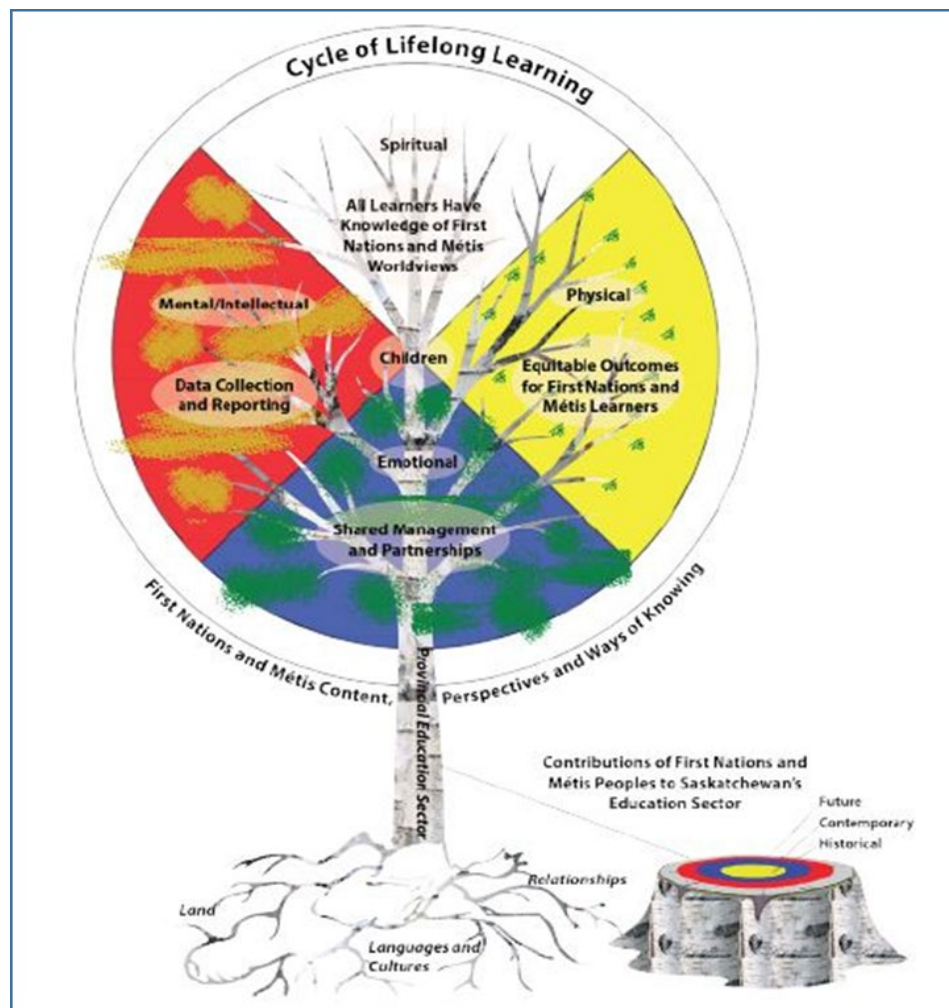 Cycle of Lifelong Learning
Spiritual
All Learners Have
Knowledge of First
Nations and Métis
Worldviews
Mental/Intellectual
Physical
Children
Data Collection
and Reporting
Equitable Outcomes
for First Nations and
Métis Learners
Emotional
Shared Management
and Partnerships
First Nations and Métis Content, Perspectives and Ways of Knowing
Provincial Education Sector
Contributions of First Nations and
Métis Peoples to Saskatchewan's
Education Sector
Future
Contemporary
Historical
Relationships
Land
Languages and
Cultures